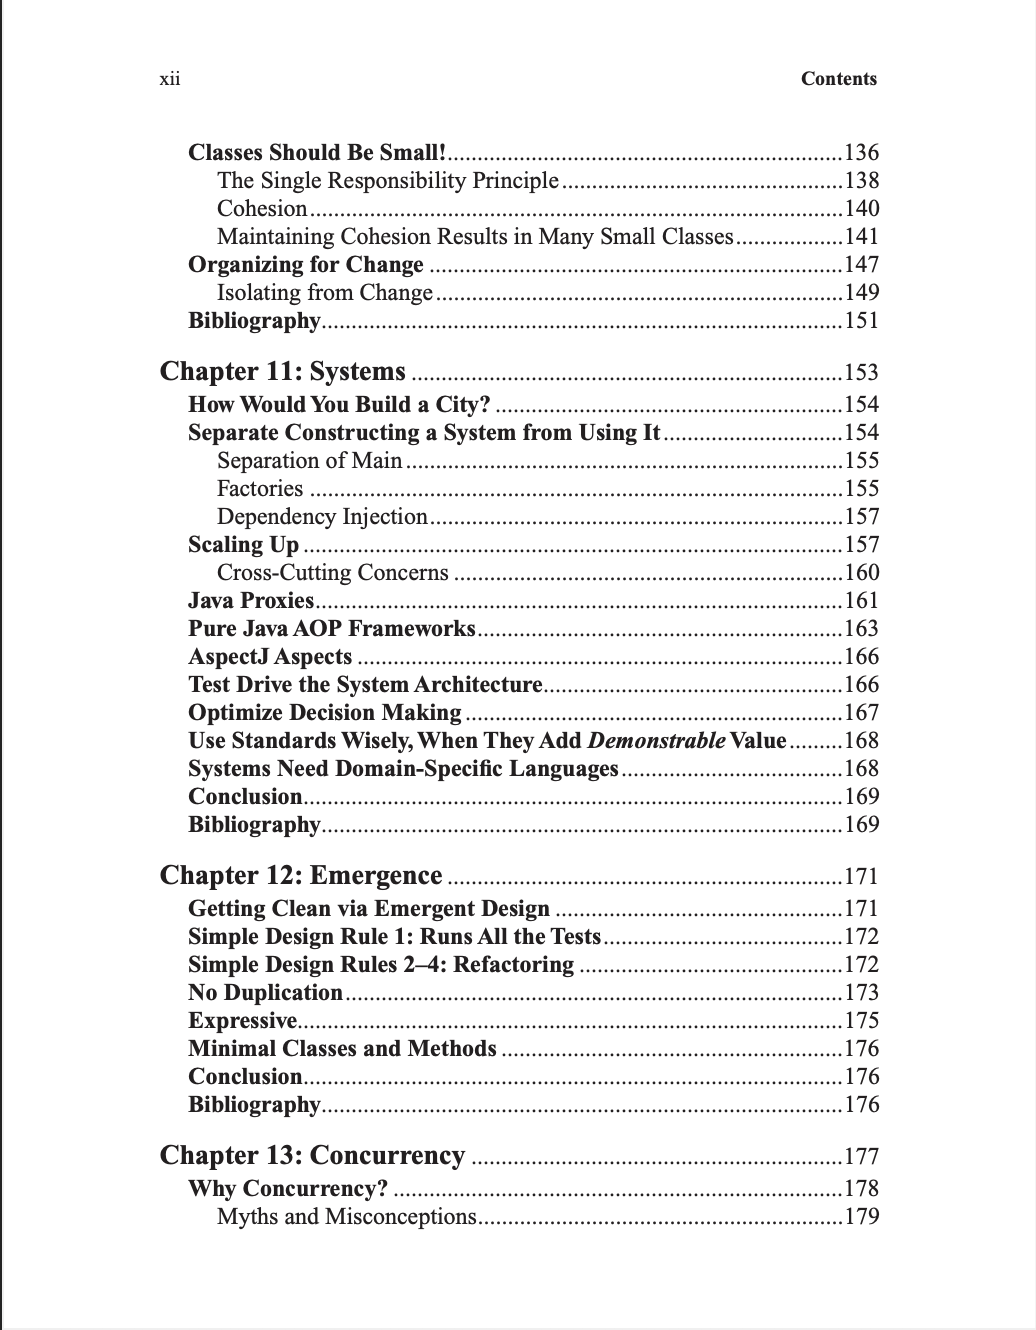 xii Contents
Classes Should Be Small!..................................................................136
The Single Responsibility Principle...............................................138
Cohesion.........................................................................................140
Maintaining Cohesion Results in Many Small Classes..................141
Organizing for Change .....................................................................147
Isolating from Change....................................................................149
Bibliography.......................................................................................151
Chapter 11: Systems ........................................................................153
How Would You Build a City? ..........................................................154
Separate Constructing a System from Using It..............................154
Separation of Main.........................................................................155
Factories .........................................................................................155
Dependency Injection.....................................................................157
Scaling Up ..........................................................................................157
Cross-Cutting Concerns .................................................................160
Java Proxies........................................................................................161
Pure Java AOP Frameworks.............................................................163
AspectJ Aspects .................................................................................166
Test Drive the System Architecture..................................................166
Optimize Decision Making ...............................................................167
Use Standards Wisely, When They Add Demonstrable Value.........168
Systems Need Domain-Specific Languages.....................................168
Conclusion..........................................................................................169
Bibliography.......................................................................................169
Chapter 12: Emergence ..................................................................171
Getting Clean via Emergent Design ................................................171
Simple Design Rule 1: Runs All the Tests........................................172
Simple Design Rules 2–4: Refactoring ............................................172
No Duplication...................................................................................173
Expressive...........................................................................................175
Minimal Classes and Methods .........................................................176
Conclusion..........................................................................................176
Bibliography.......................................................................................176
Chapter 13: Concurrency ..............................................................177
Why Concurrency? ...........................................................................178
Myths and Misconceptions.............................................................179